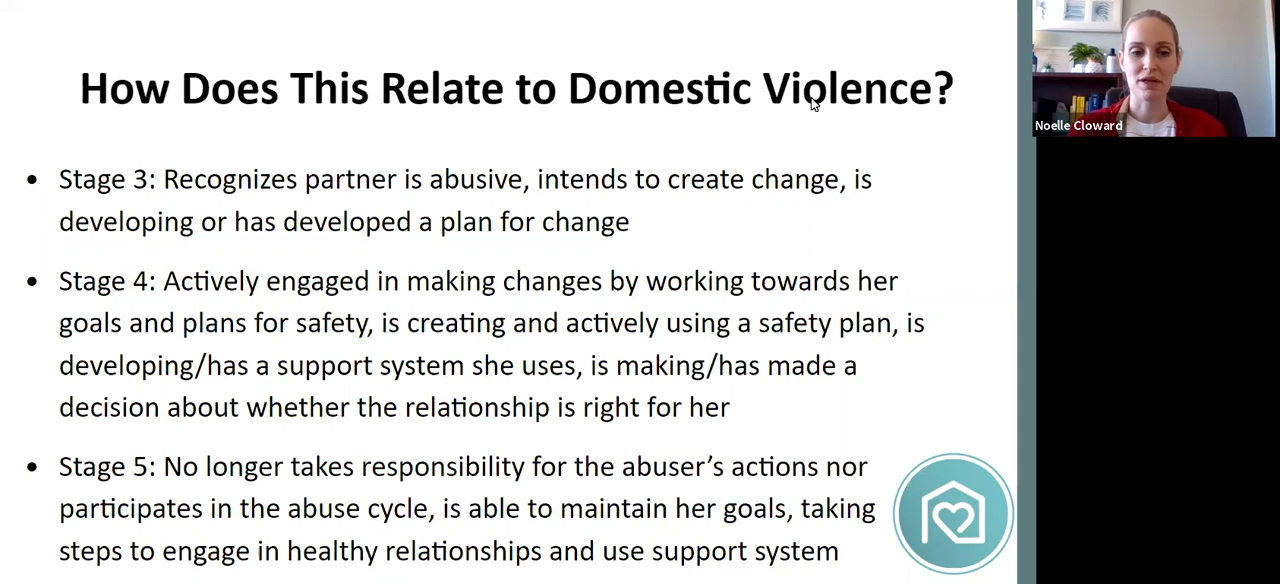 How Does This Relate to Domestic Violence?
Noelle Cloward
• Stage 3: Recognizes partner is abusive, intends to create change, is
developing or has developed a plan for change
• Stage 4: Actively engaged in making changes by working towards her
goals and plans for safety, is creating and actively using a safety plan, is
developing/has a support system she uses, is making/has made a
decision about whether the relationship is right for her
• Stage 5: No longer takes responsibility for the abuser’s actions nor
participates in the abuse cycle, is able to maintain her goals, taking
steps to engage in healthy relationships and use support system